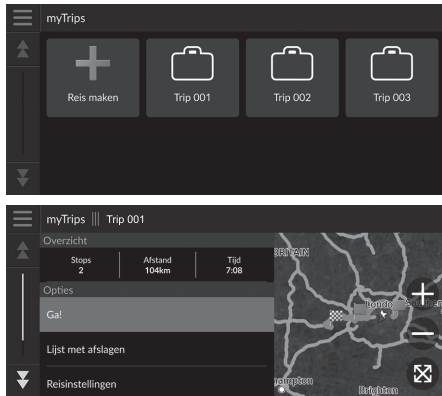 myTrips
Reis maken
Trip 001
Trip 002
Trip 003
myTrips ||| Trip 001
Overzicht
Stops
2
Afstand
104km
Tijd
7:08
Opties
Ga!
Lijst met afslagen
Reisinstellingen
Londo
Brighton